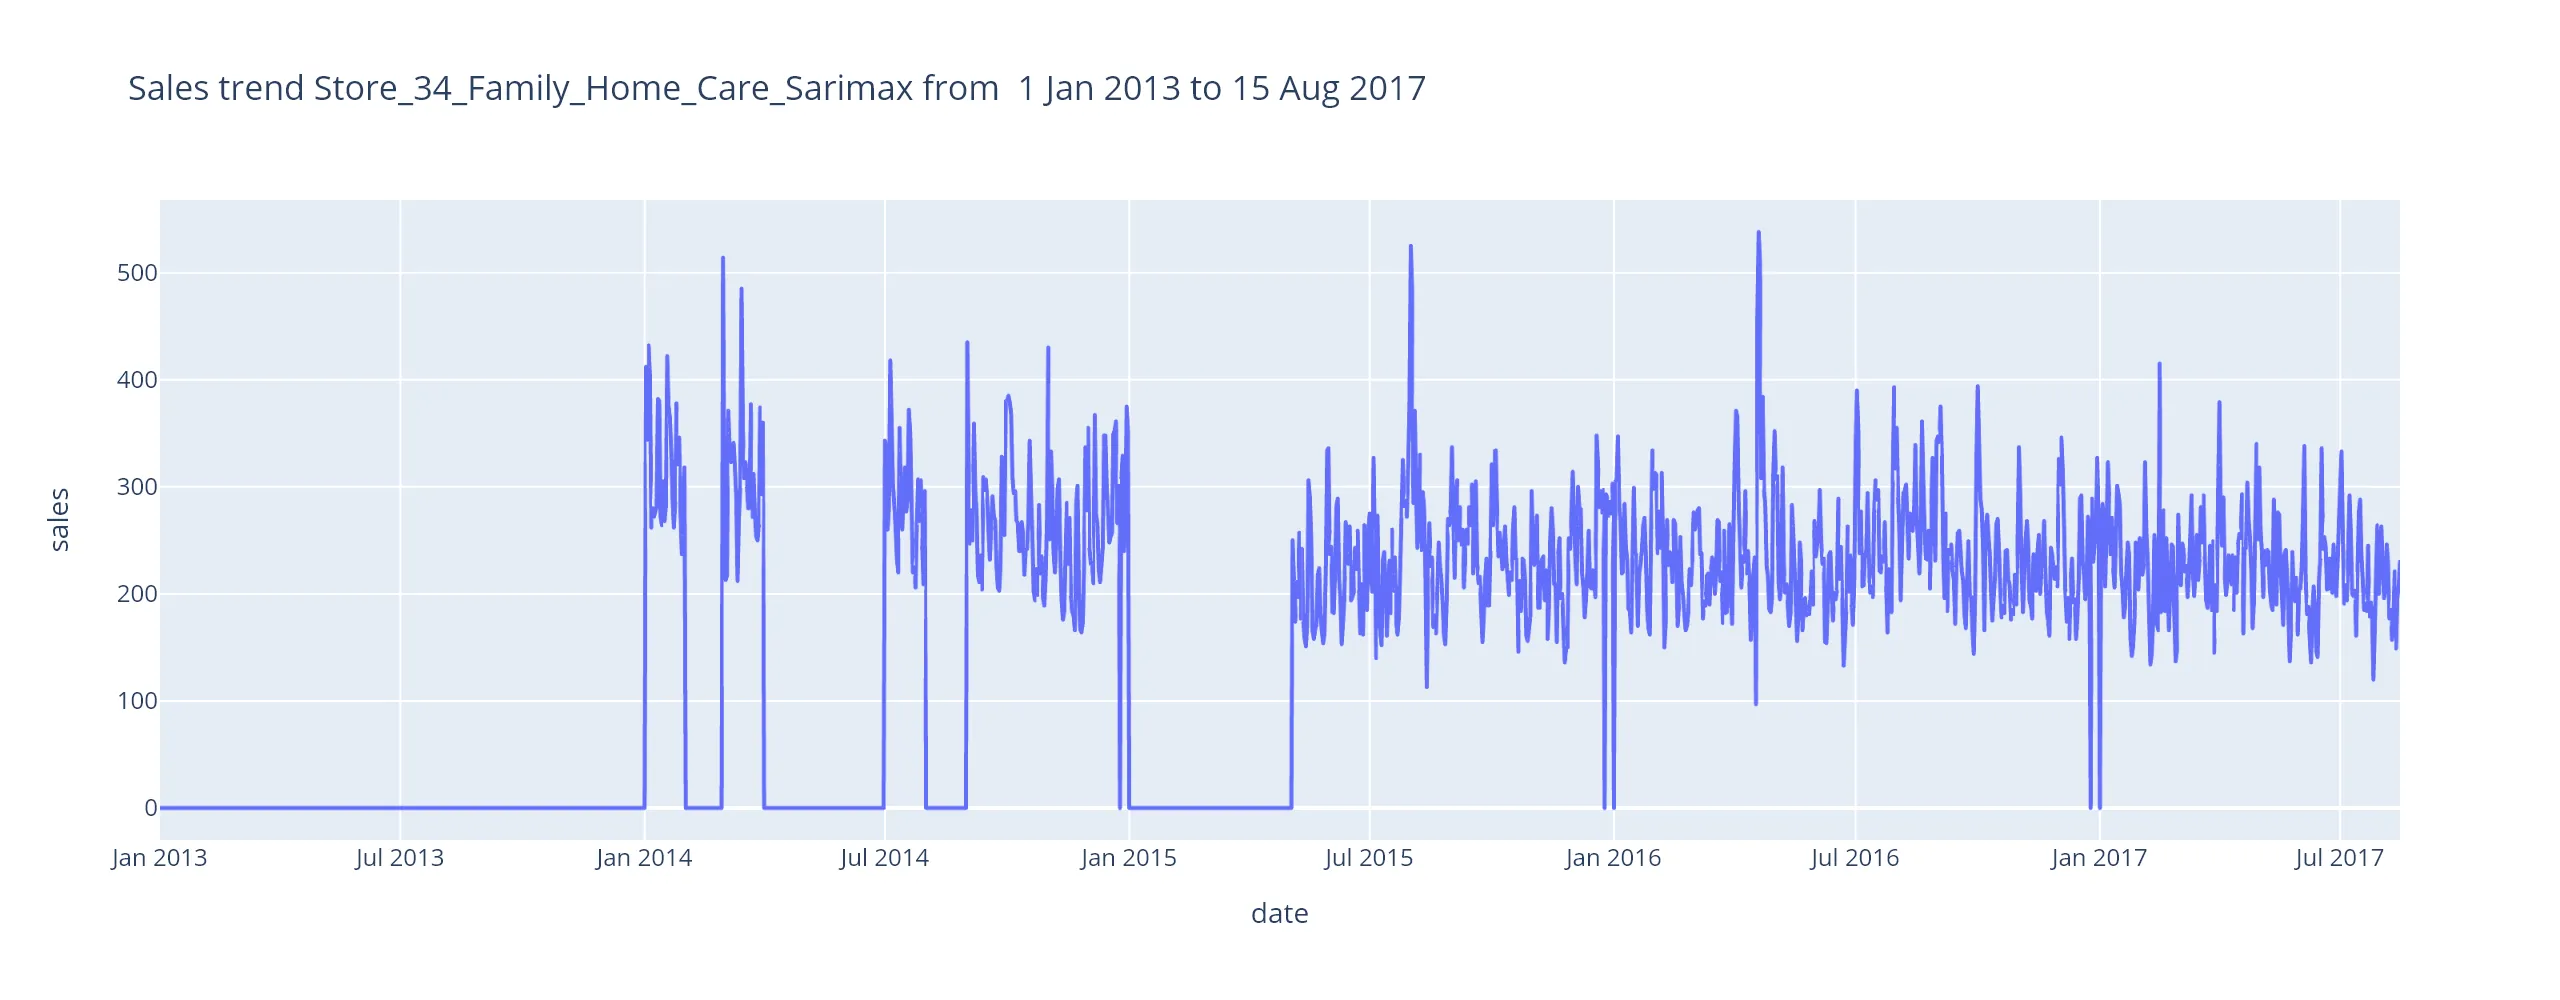 Sales trend Store_34_Family_Home_Care_Sarimax from  1 Jan 2013 to 15 Aug 2017
500
400
300
200
100
0
sales
Jan 2013 Jul 2013 Jan 2014 Jul 2014 Jan 2015 Jul 2015 Jan 2016 Jul 2016 Jan 2017 Jul 2017
date